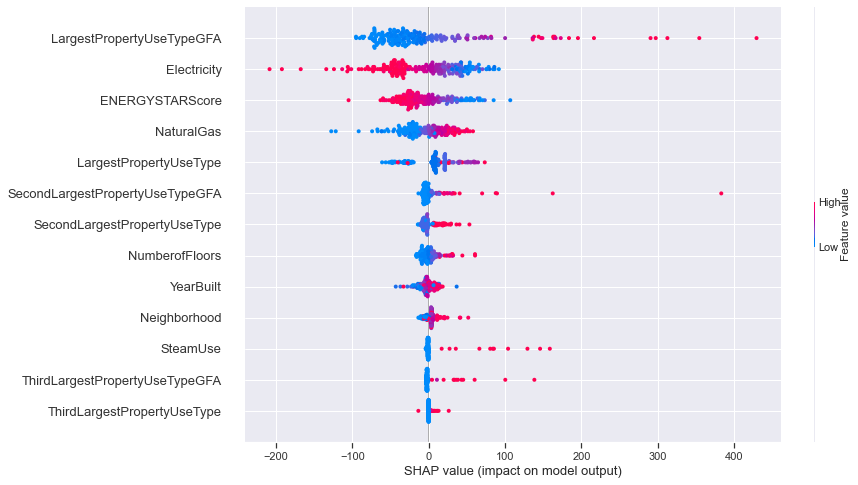 LargestPropertyUseTypeGFA
Electricity
ENERGYSTARScore
NaturalGas
LargestPropertyUseType
SecondLargestPropertyUseTypeGFA
SecondLargestPropertyUseType
NumberofFloors
YearBuilt
Neighborhood
SteamUse
ThirdLargestPropertyUseTypeGFA
ThirdLargestPropertyUseType
−200 −100 0 100 200 300 400
SHAP value (impact on model output)
High
Low
Feature value